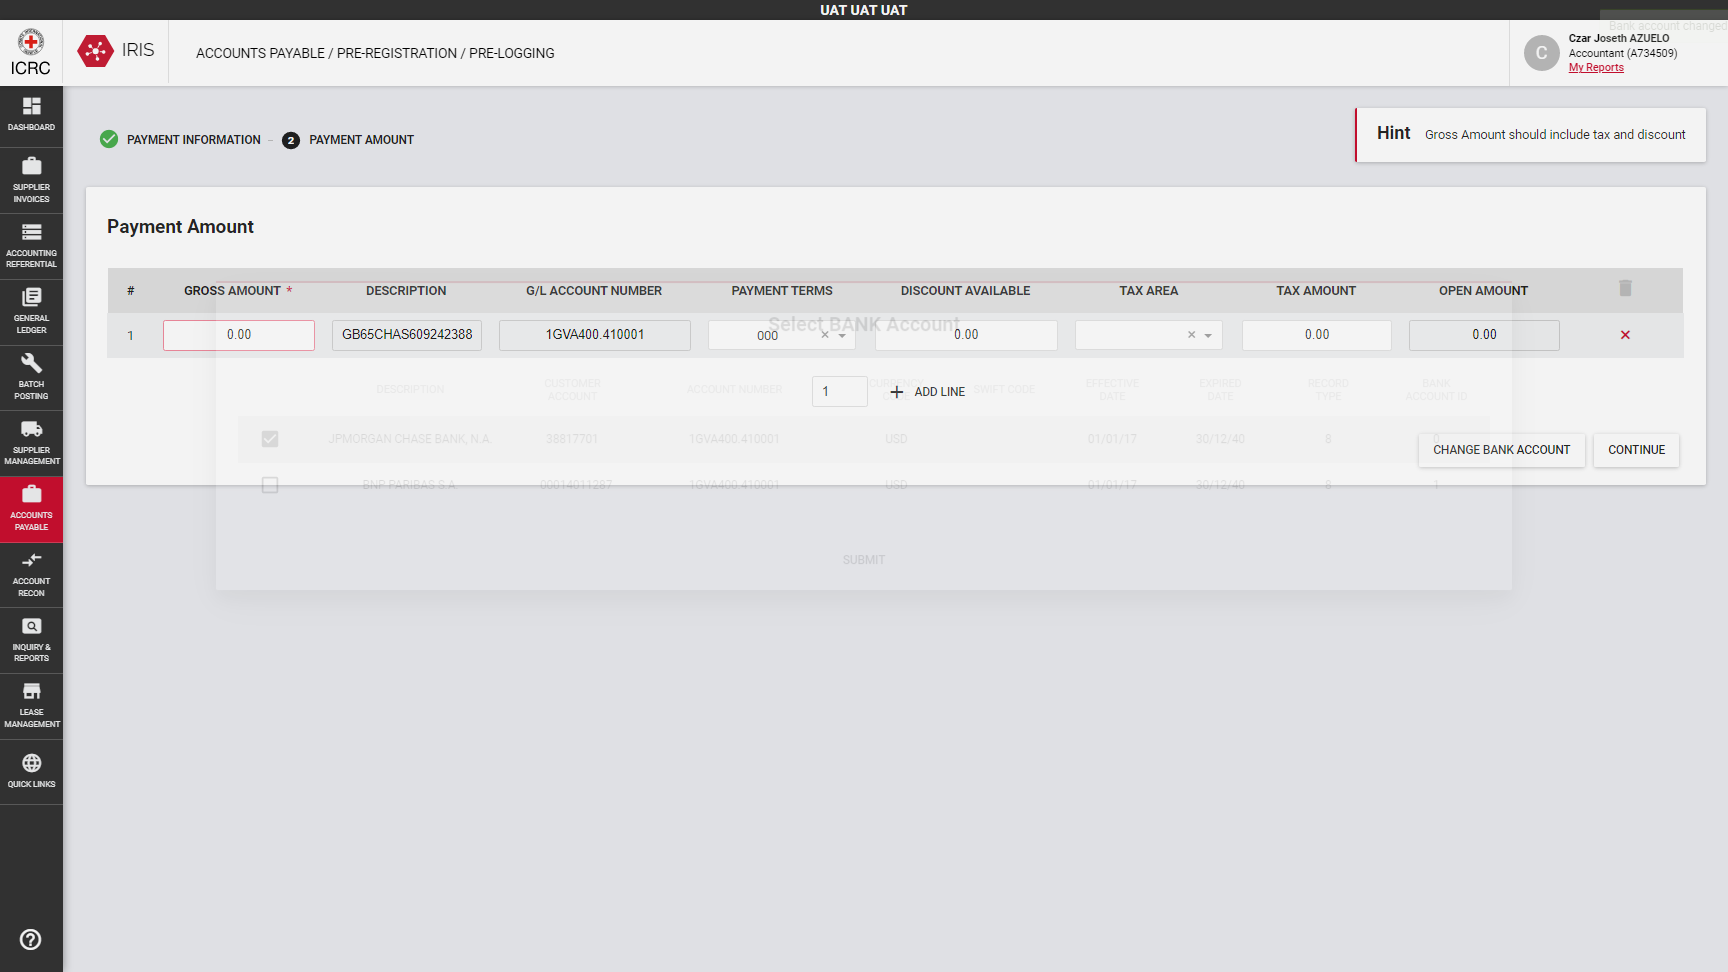 UAT UAT UAT
Bank account changed
ICRC
IRIS
ACCOUNTS PAYABLE / PRE-REGISTRATION / PRE-LOGGING
C
Czar Joseth AZUELO
Accountant (A734509)
My Reports
DASHBOARD
SUPPLIER
INVOICES
ACCOUNTING
REFERENTIAL
GENERAL
LEDGER
BATCH
POSTING
SUPPLIER
MANAGEMENT
ACCOUNTS
PAYABLE
ACCOUNT
RECON
INQUIRY &
REPORTS
LEASE
MANAGEMENT
QUICK LINKS
PAYMENT INFORMATION – 2 PAYMENT AMOUNT
Hint Gross Amount should include tax and discount
Payment Amount
# GROSS AMOUNT * DESCRIPTION G/L ACCOUNT NUMBER PAYMENT TERMS DISCOUNT AVAILABLE TAX AREA TAX AMOUNT OPEN AMOUNT
Select BANK Account
1 0.00 GB65CHAS609242388 1GVA400.410001 000 × 0.00 × 0.00 0.00 ×
1 + ADD LINE
DESCRIPTION CUSTOMER ACCOUNT ACCOUNT NUMBER CURRENCY SWIFT CODE EFFECTIVE DATE EXPIRED DATE RECORD TYPE BANK ACCOUNT ID
JPMORGAN CHASE BANK, N.A. 38817701 1GVA400.410001 USD 01/01/17 30/12/40 8 0
CHANGE BANK ACCOUNT CONTINUE
BNP PARIBAS S.A. 00014011287 1GVA400.410001 USD 01/01/17 30/12/40 8 1
SUBMIT